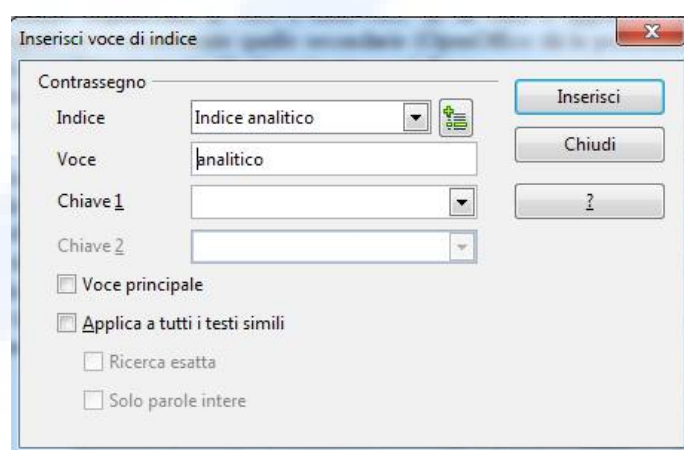 Inserisci voce di indice
X
Contrassegno
Indice Indice analitico
Voce analitico
Chiave 1
Chiave 2
Voce principale
Applica a tutti i testi simili
Ricerca esatta
Solo parole intere
Inserisci
Chiudi
?